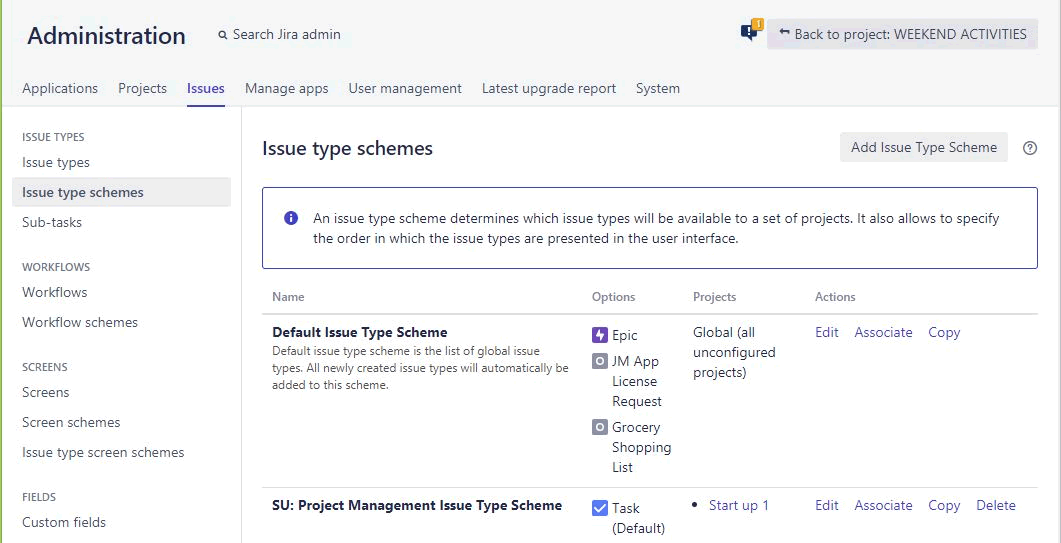 Administration
Search Jira admin
1
Back to project: WEEKEND ACTIVITIES
Applications
Projects
Issues
Manage apps
User management
Latest upgrade report
System
ISSUE TYPES
Issue types
Issue type schemes
Sub-tasks
WORKFLOWS
Workflows
Workflow schemes
SCREENS
Screens
Screen schemes
Issue type screen schemes
FIELDS
Custom fields
Issue type schemes
Add Issue Type Scheme
An issue type scheme determines which issue types will be available to a set of projects. It also allows to specify
the order in which the issue types are presented in the user interface.
Name
Options
Projects
Actions
Default Issue Type Scheme
Default issue type scheme is the list of global issue
types. All newly created issue types will automatically be
added to this scheme.
Epic
JM App
License
Request
Grocery
Shopping
List
Global (all
unconfigured
projects)
Edit
Associate
Copy
SU: Project Management Issue Type Scheme
Task
(Default)
• Start up 1
Edit
Associate
Copy
Delete